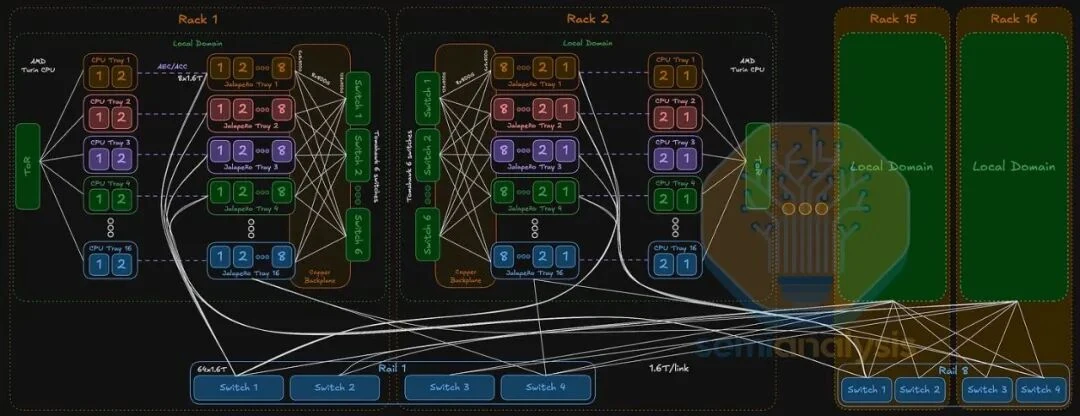 Rack 1
Local Domain
AMD
Turin CPU
ToR
CPU Tray 1
1 2
CPU Tray 2
1 2
CPU Tray 3
1 2
CPU Tray 4
1 2
CPU Tray 16
1 2
AEC/ACC
8x1.6T
1 2 8
Jalapeño Tray 1
1 2 8
Jalapeño Tray 2
1 2 8
Jalapeño Tray 3
1 2 8
Jalapeño Tray 4
1 2 8
Jalapeño Tray 16
Copper
Backplane
Switch 1
Switch 2
Switch 6
Tomahawk 6 switches
Rack 2
Local Domain
Tomahawk 6 switches
Switch 1
Switch 2
Switch 6
Copper
Backplane
8 2 1
Jalapeño Tray 1
8 2 1
Jalapeño Tray 2
8 2 1
Jalapeño Tray 3
8 2 1
Jalapeño Tray 4
8 2 1
Jalapeño Tray 16
CPU Tray 1
2 1
CPU Tray 2
2 1
CPU Tray 3
2 1
CPU Tray 4
2 1
CPU Tray 16
2 1
AMD
Turin CPU
ToR
Rack 15
Local Domain
Rack 16
Local Domain
semianalysis
64x1.6T
Rail 1
1.6T/link
Switch 1
Switch 2
Switch 3
Switch 4
Rail 8
Switch 1
Switch 2
Switch 3
Switch 4